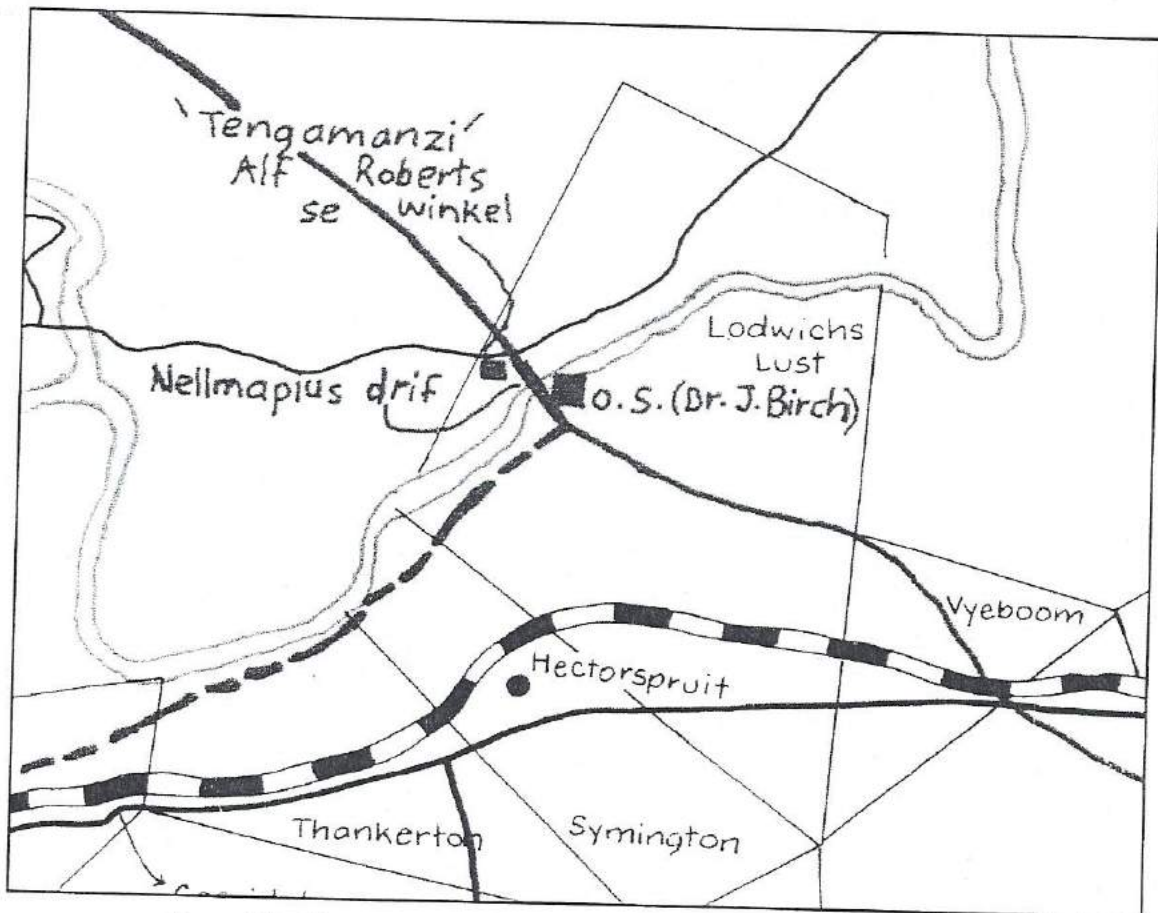 'Tengamanzi'
Alf Roberts
se winkel
Lodwichs
Lust
Nellmapius drif
O.S. (Dr. J. Birch)
Vyeboom
Hectorspruit
Thankerton
Symington